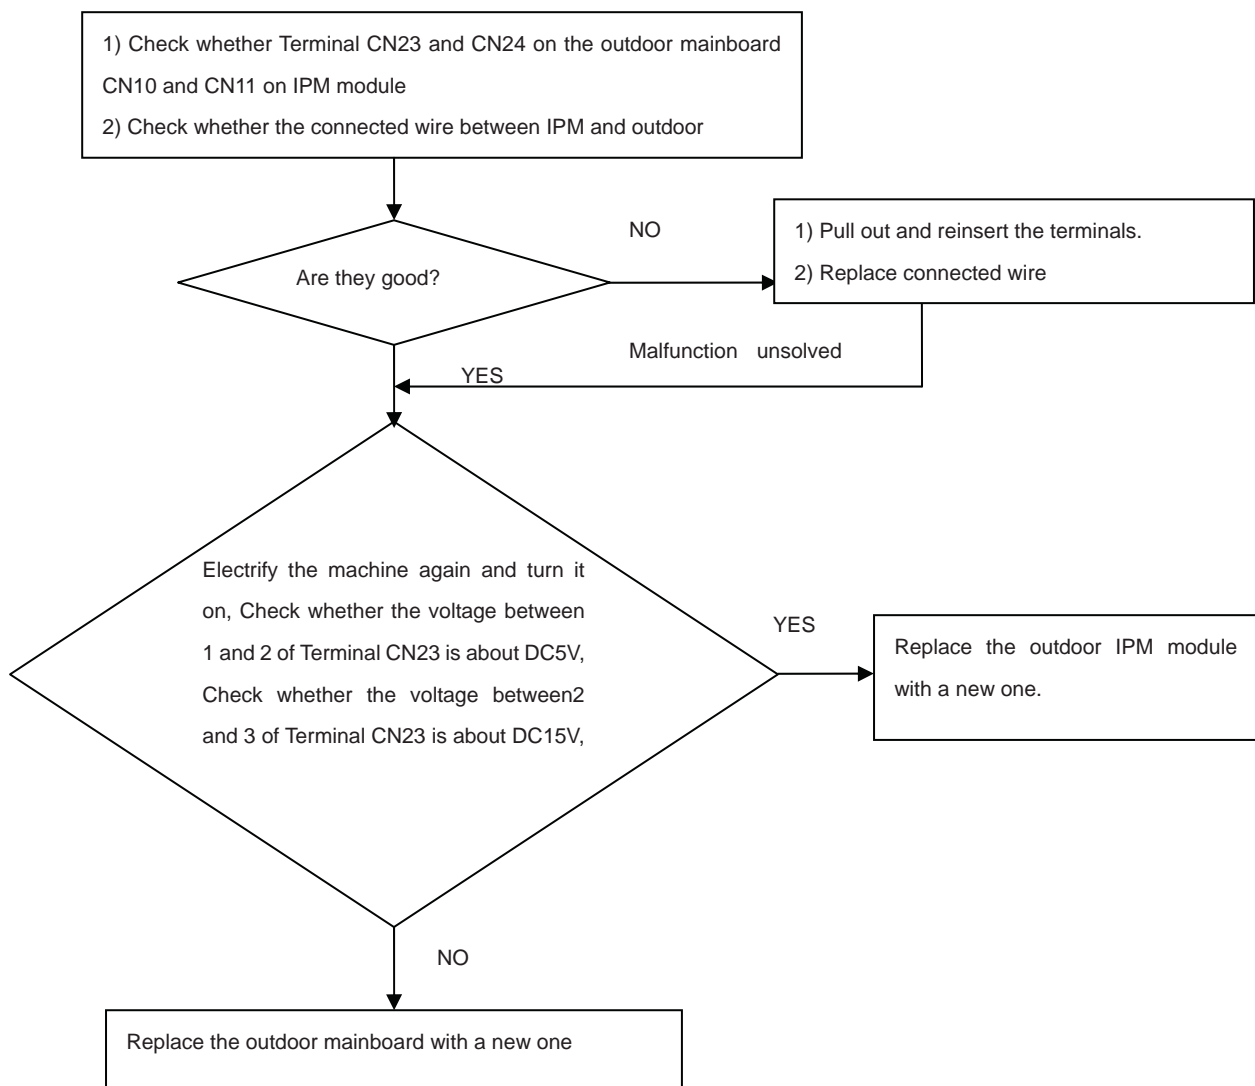 1) Check whether Terminal CN23 and CN24 on the outdoor mainboard
CN10 and CN11 on IPM module
2) Check whether the connected wire between IPM and outdoor
Are they good?
NO
1) Pull out and reinsert the terminals.
2) Replace connected wire
Malfunction unsolved
YES
Electrify the machine again and turn it
on, Check whether the voltage between
1 and 2 of Terminal CN23 is about DC5V,
Check whether the voltage between2
and 3 of Terminal CN23 is about DC15V,
YES
Replace the outdoor IPM module
with a new one.
NO
Replace the outdoor mainboard with a new one